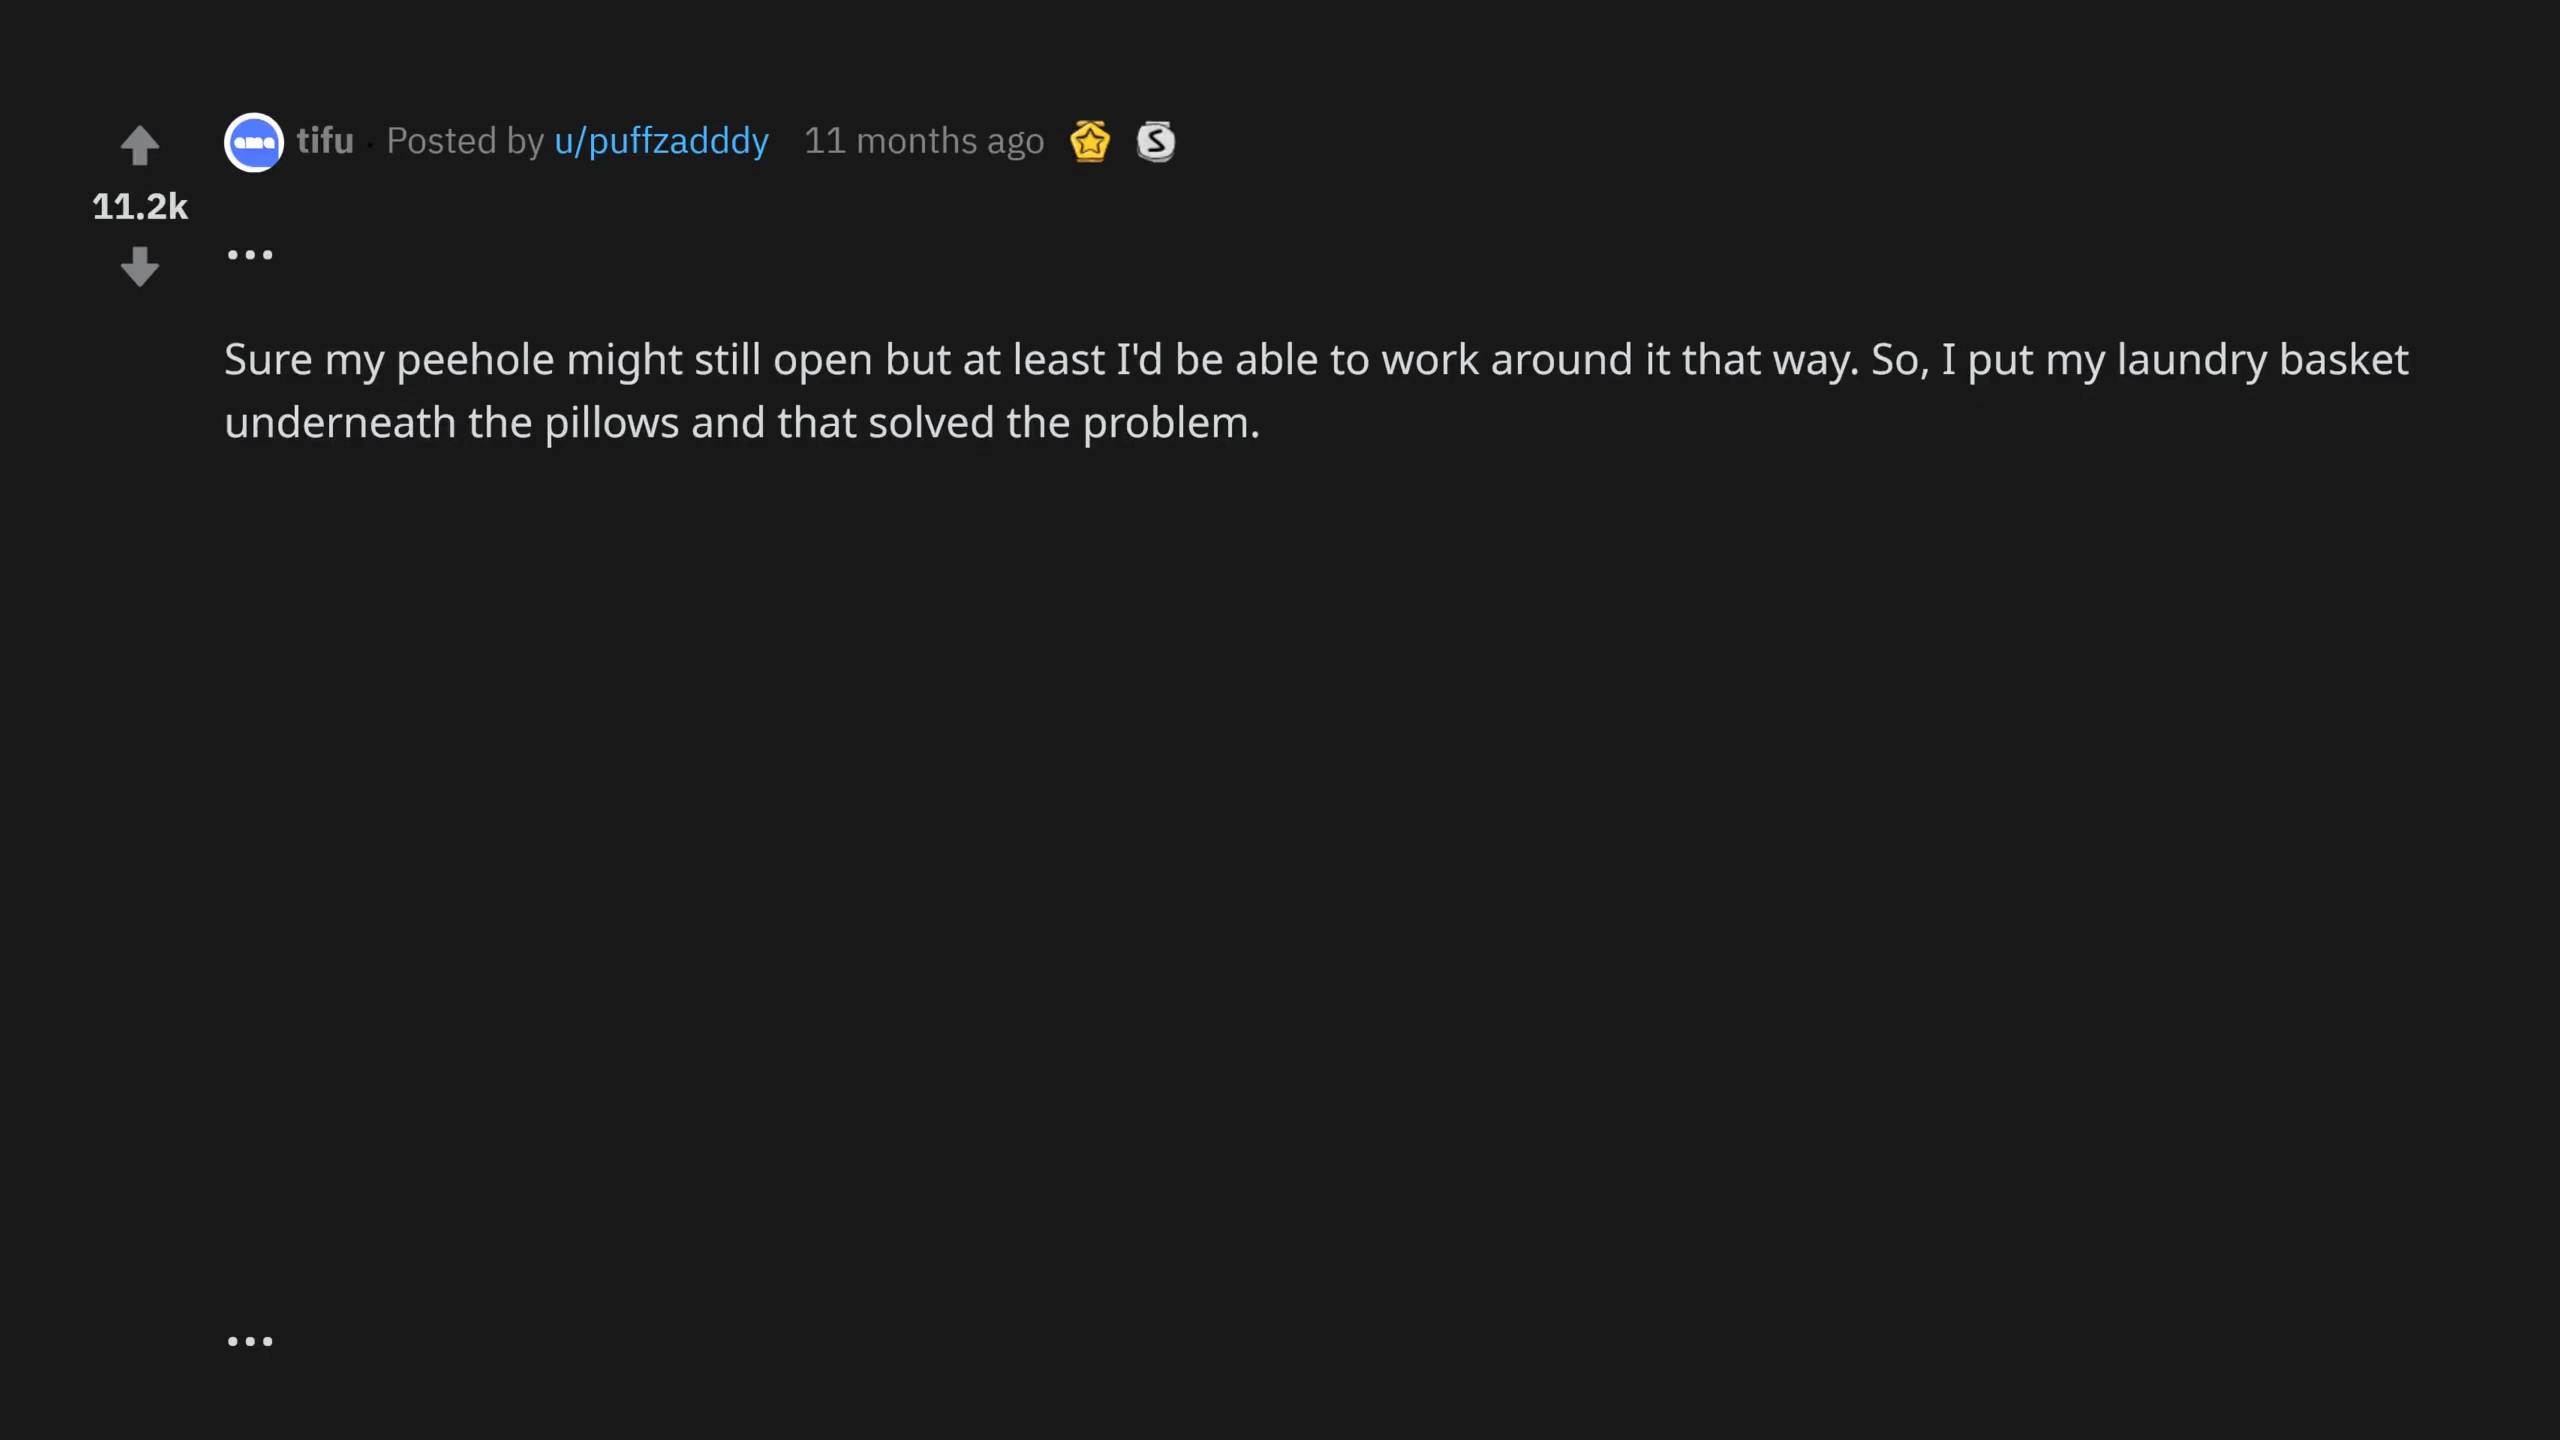 ama tifu · Posted by u/puffzadddy 11 months ago S
11.2k
...
Sure my peehole might still open but at least I'd be able to work around it that way. So, I put my laundry basket
underneath the pillows and that solved the problem.
...